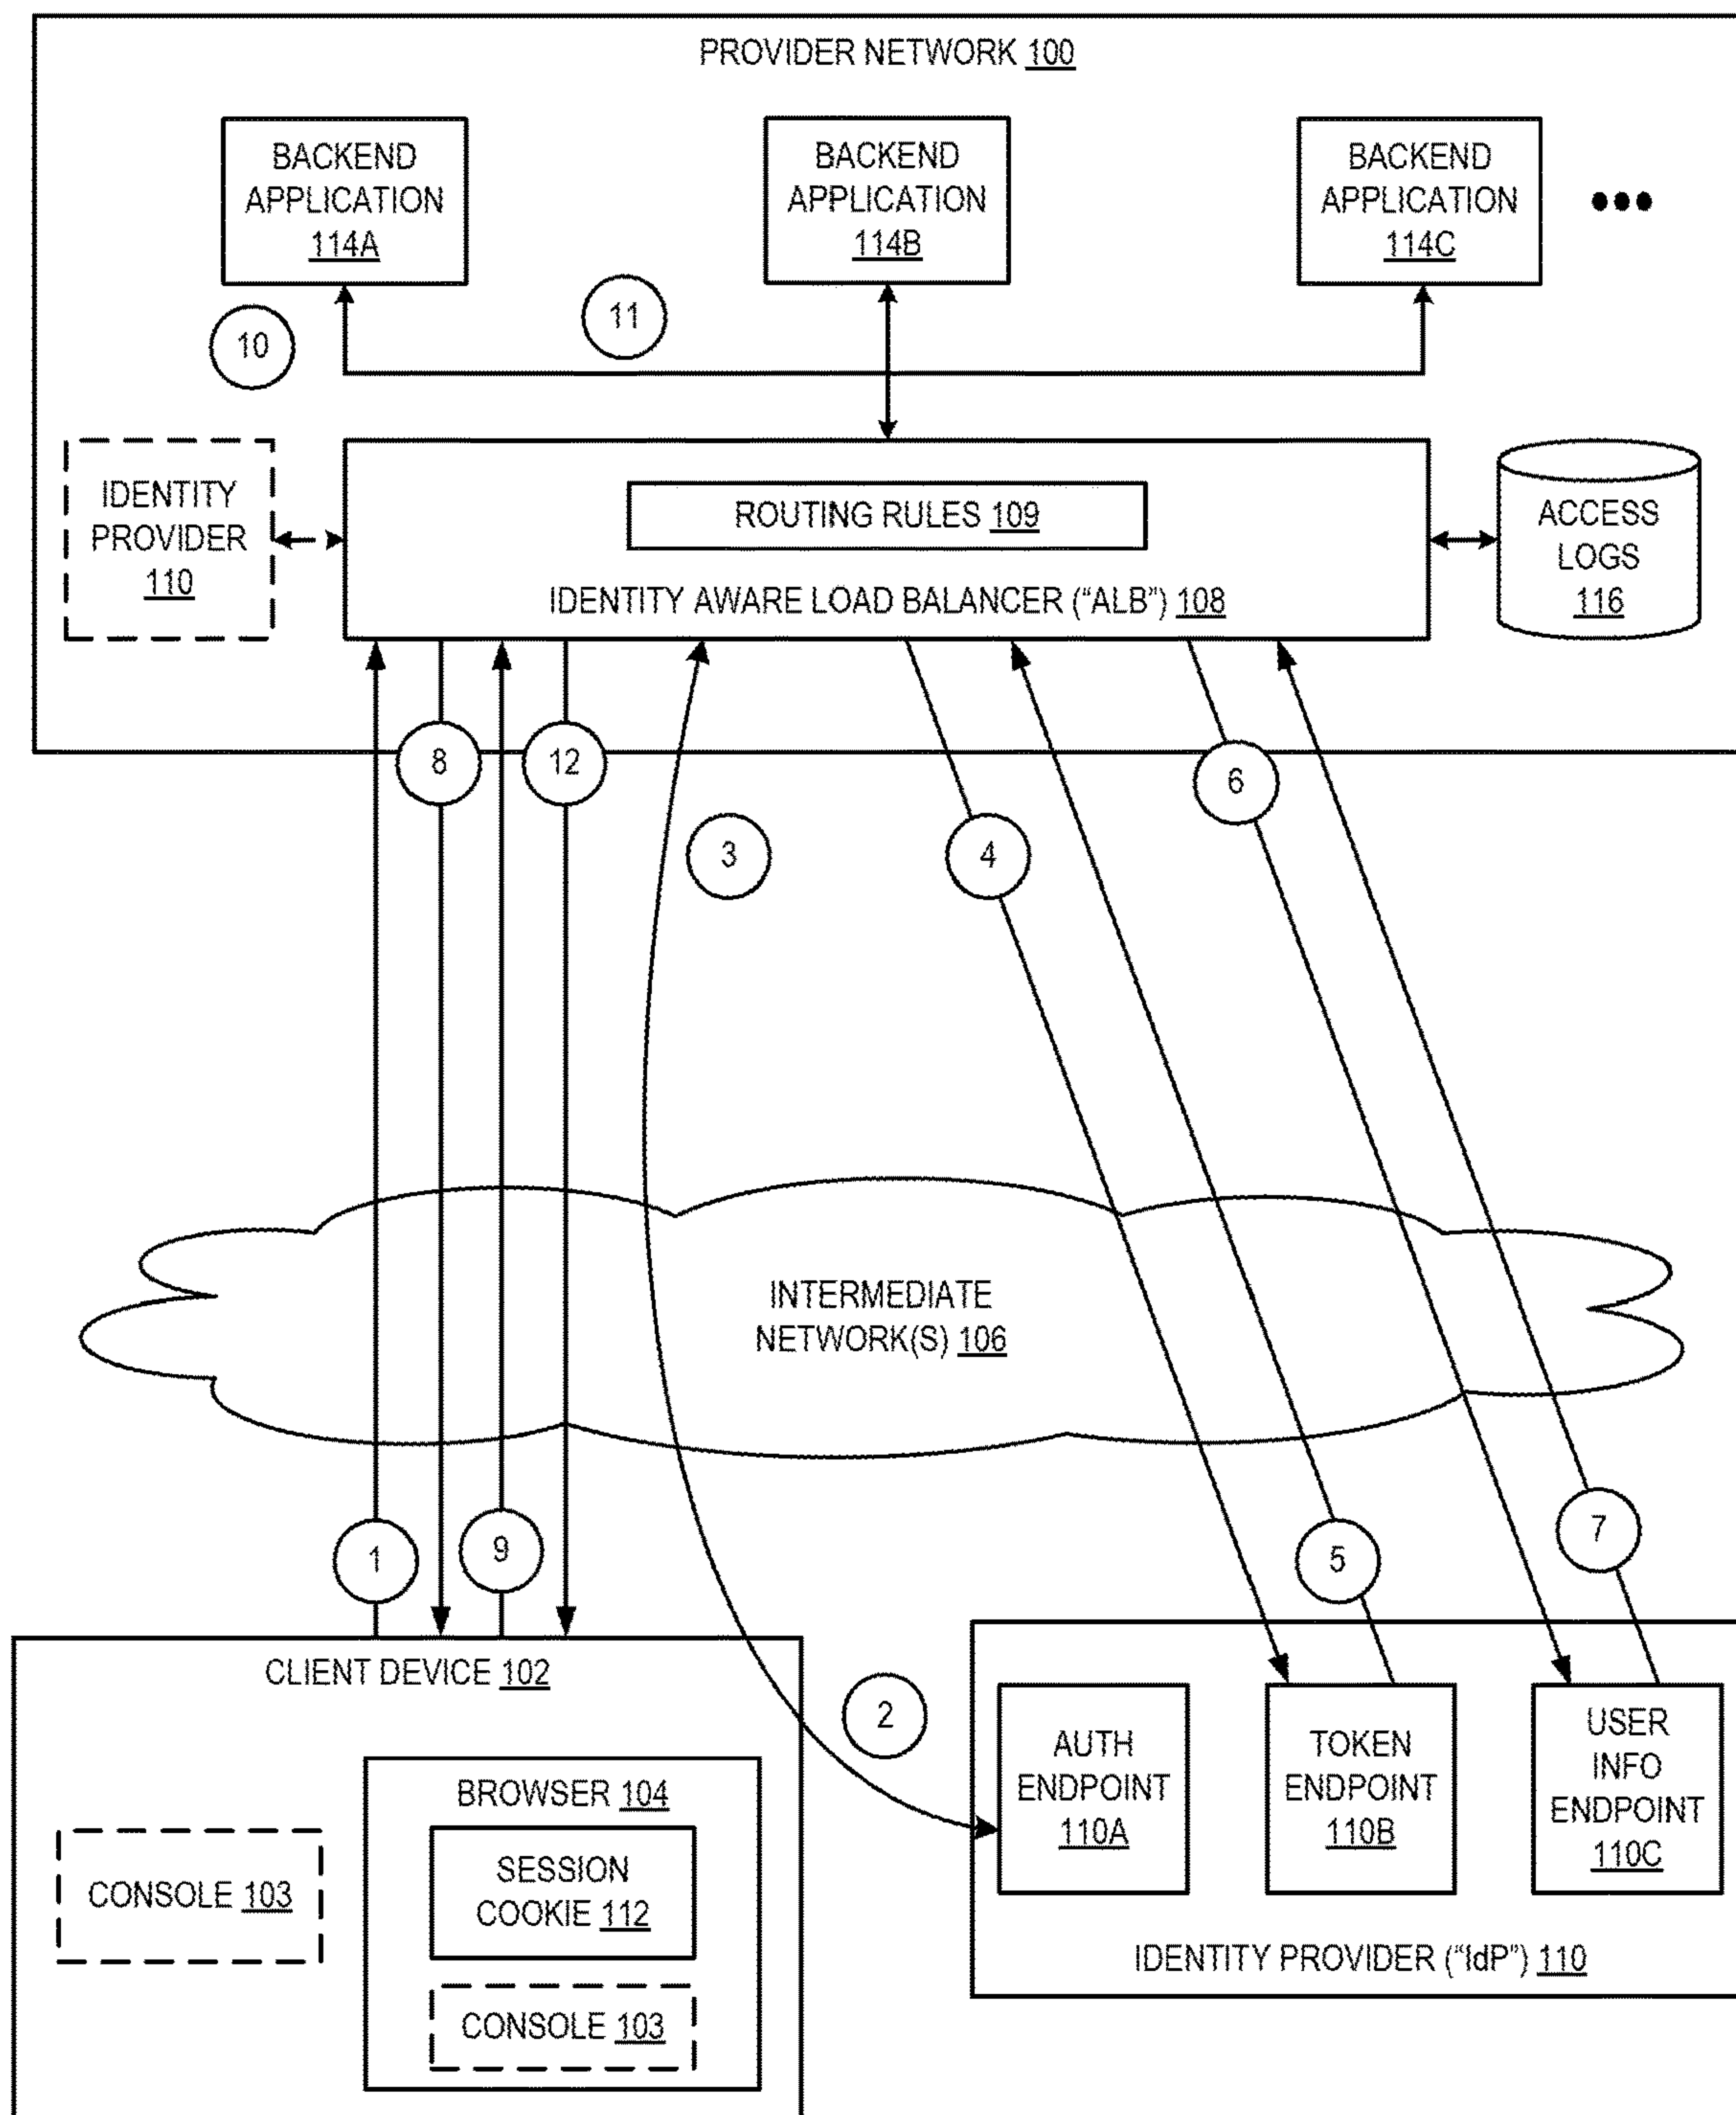 PROVIDER NETWORK 100
BACKEND
APPLICATION
114A
BACKEND
APPLICATION
114B
BACKEND
APPLICATION
114C
10
11
IDENTITY
PROVIDER
110
ROUTING RULES 109
IDENTITY AWARE LOAD BALANCER (“ALB”) 108
ACCESS
LOGS
116
8
12
6
3
4
INTERMEDIATE
NETWORK(S) 106
1
9
5
7
CLIENT DEVICE 102
2
BROWSER 104
SESSION
COOKIE 112
CONSOLE 103
CONSOLE 103
AUTH
ENDPOINT
110A
TOKEN
ENDPOINT
110B
USER
INFO
ENDPOINT
110C
IDENTITY PROVIDER (“IdP”) 110